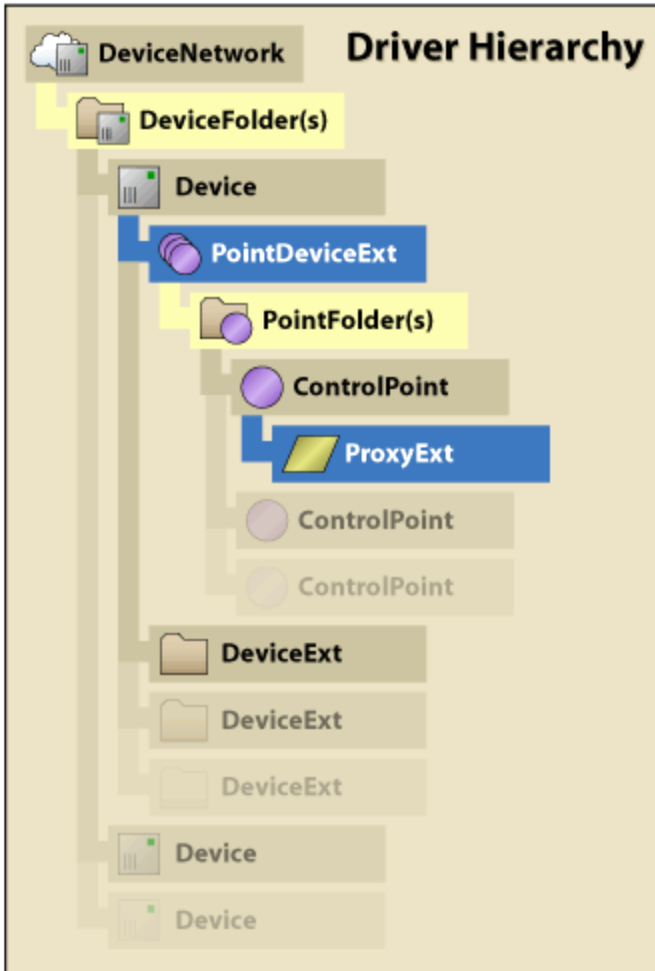 Driver Hierarchy
DeviceNetwork
DeviceFolder(s)
Device
PointDeviceExt
PointFolder(s)
ControlPoint
ProxyExt
ControlPoint
ControlPoint
DeviceExt
DeviceExt
DeviceExt
Device
Device